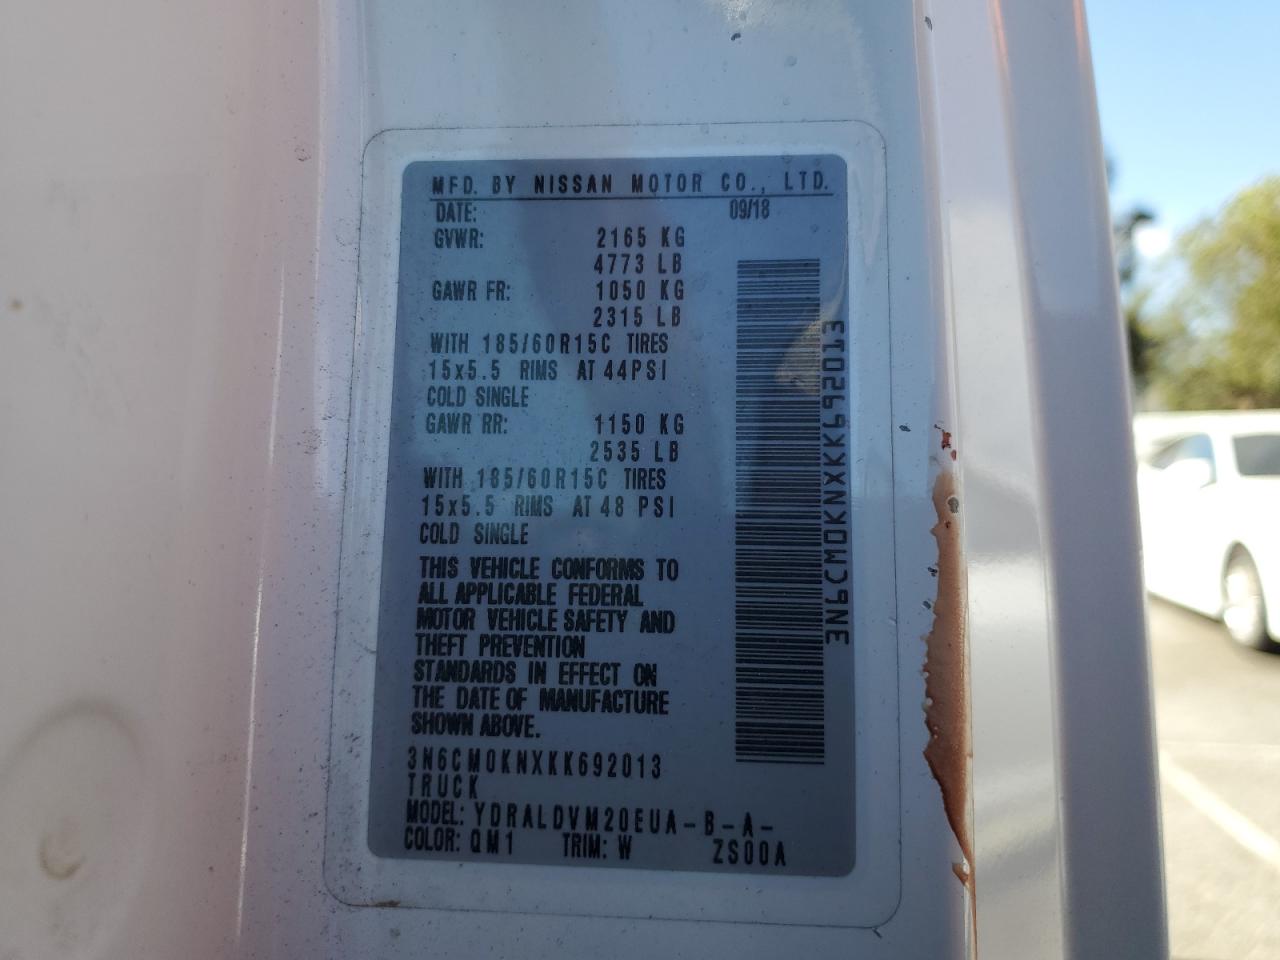 MFD. BY NISSAN MOTOR CO., LTD.
DATE: 09/18
GVWR: 2165 KG
4773 LB
GAWR FR: 1050 KG
2315 LB
WITH 185/60R15C TIRES
15x5.5 RIMS AT 44PSI
COLD SINGLE
GAWR RR: 1150 KG
2535 LB
WITH 185/60R15C TIRES
15x5.5 RIMS AT 48 PSI
COLD SINGLE
THIS VEHICLE CONFORMS TO
ALL APPLICABLE FEDERAL
MOTOR VEHICLE SAFETY AND
THEFT PREVENTION
STANDARDS IN EFFECT ON
THE DATE OF MANUFACTURE
SHOWN ABOVE.
3N6CM0KNXKK692013
TRUCK
MODEL: YDRALDVM20EUA-B-A-
COLOR: QM1 TRIM: W ZS00A
3N6CM0KNXKK692013